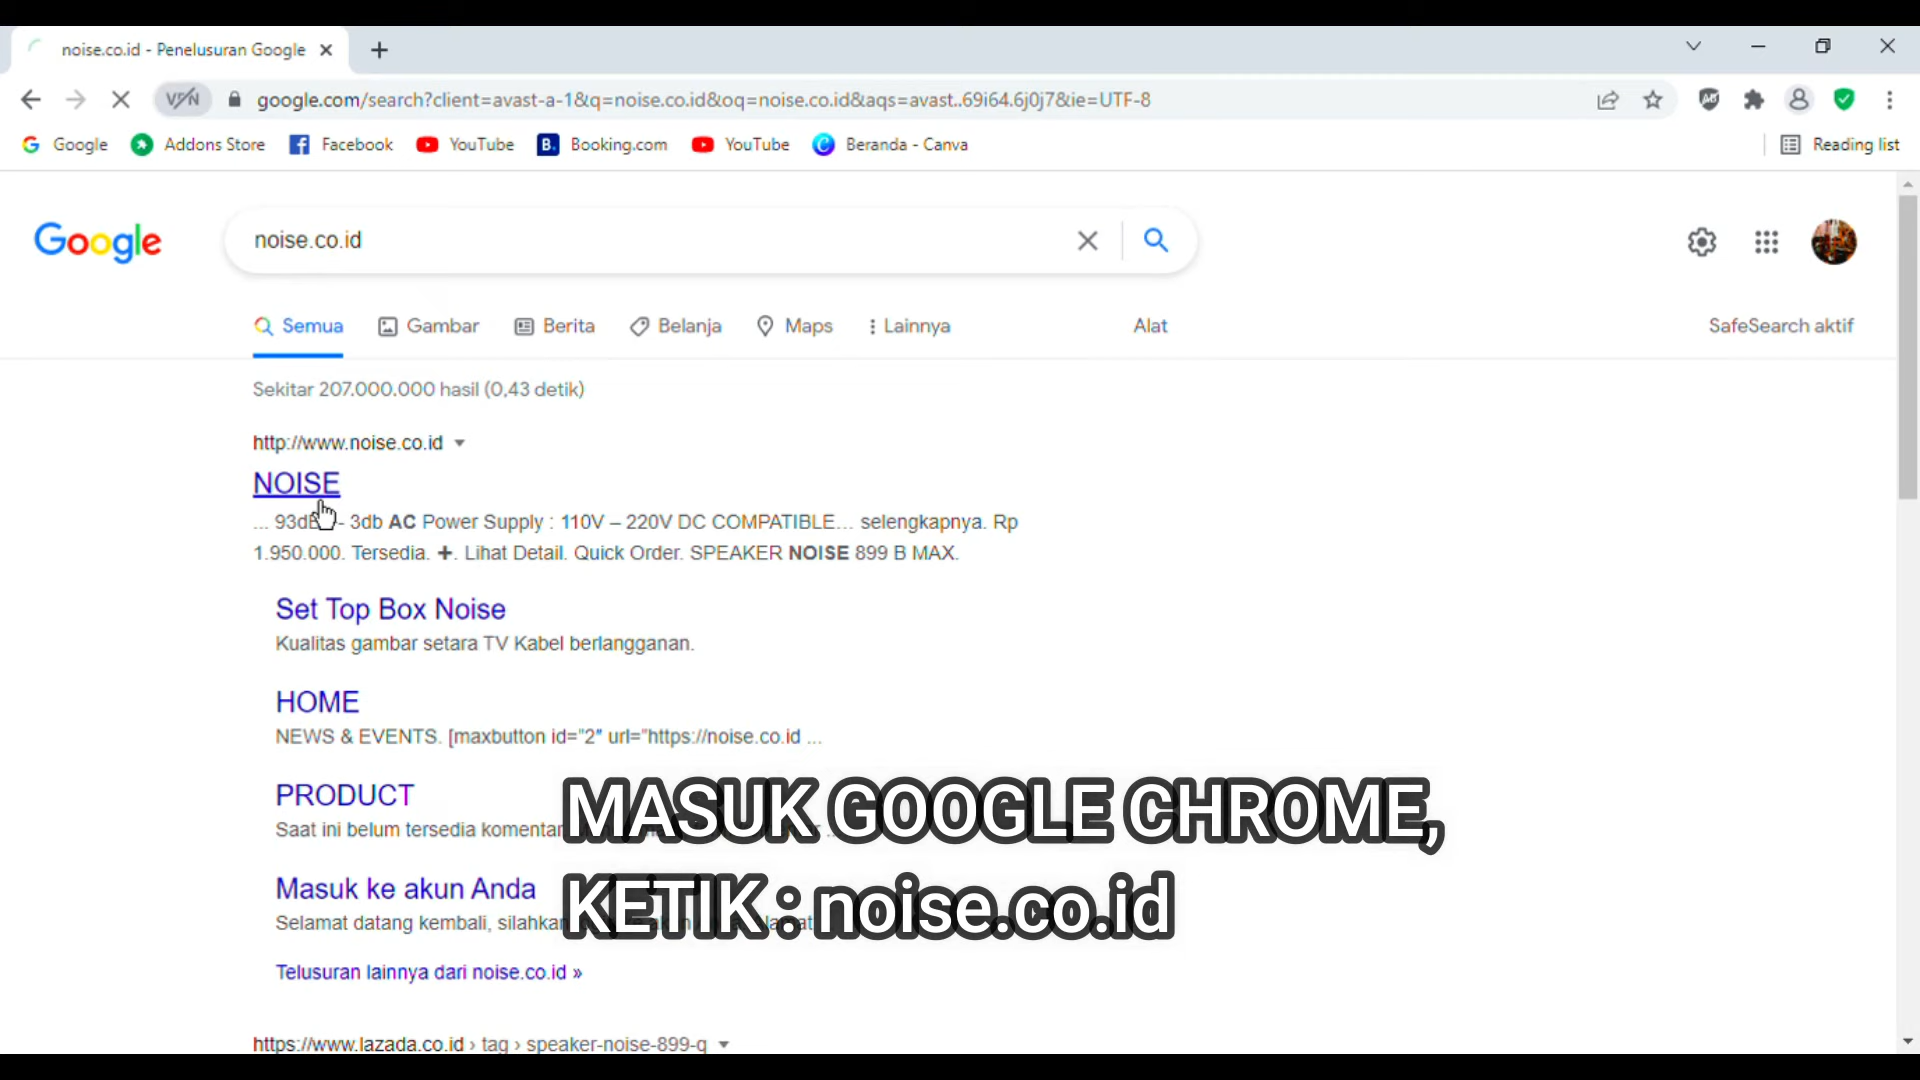 noise.co.id - Penelusuran Google
VPN google.com/search?client=avast-a-1&q=noise.co.id&oq=noise.co.id&aqs=avast..69i64.6j0j7&ie=UTF-8
Google Addons Store Facebook YouTube B. Booking.com YouTube Beranda - Canva Reading list
Google noise.co.id
Semua Gambar Berita Belanja Maps Lainnya Alat SafeSearch aktif
Sekitar 207.000.000 hasil (0,43 detik)
http://www.noise.co.id
NOISE
... - 3db AC Power Supply : 110V – 220V DC COMPATIBLE... selengkapnya. Rp
1.950.000. Tersedia. +. Lihat Detail. Quick Order. SPEAKER NOISE 899 B MAX.
Set Top Box Noise
Kualitas gambar setara TV Kabel berlangganan.
HOME
NEWS & EVENTS. [maxbutton id="2" url="https://noise.co.id ...
PRODUCT
Saat ini belum tersedia komentar
MASUK GOOGLE CHROME,
Masuk ke akun Anda
KETIK : noise.co.id
Selamat datang kembali, silahkan
Telusuran lainnya dari noise.co.id »
https://www.lazada.co.id › tag › speaker-noise-899-q